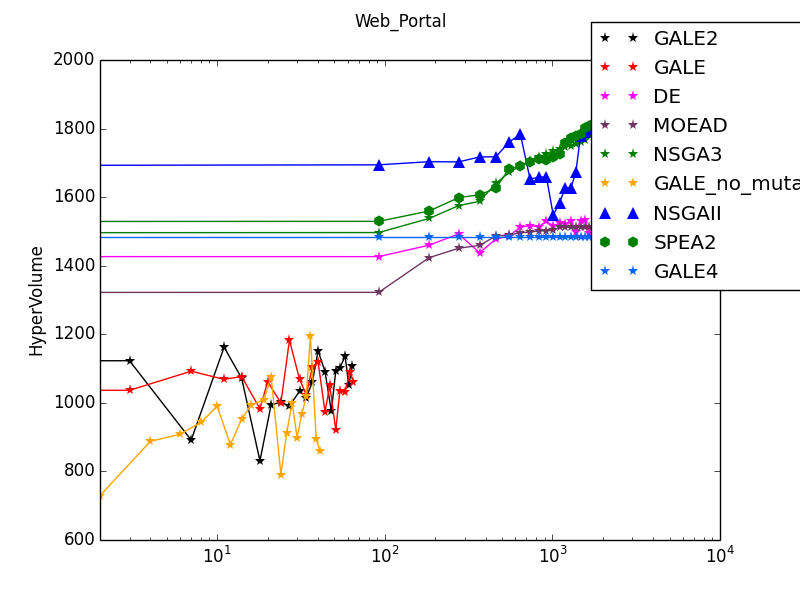 Web_Portal
2000
1800
1600
1400
1200
1000
800
600
HyperVolume
10^1
10^2
10^3
10^4
GALE2
GALE
DE
MOEAD
NSGA3
GALE_no_muta
NSGAII
SPEA2
GALE4